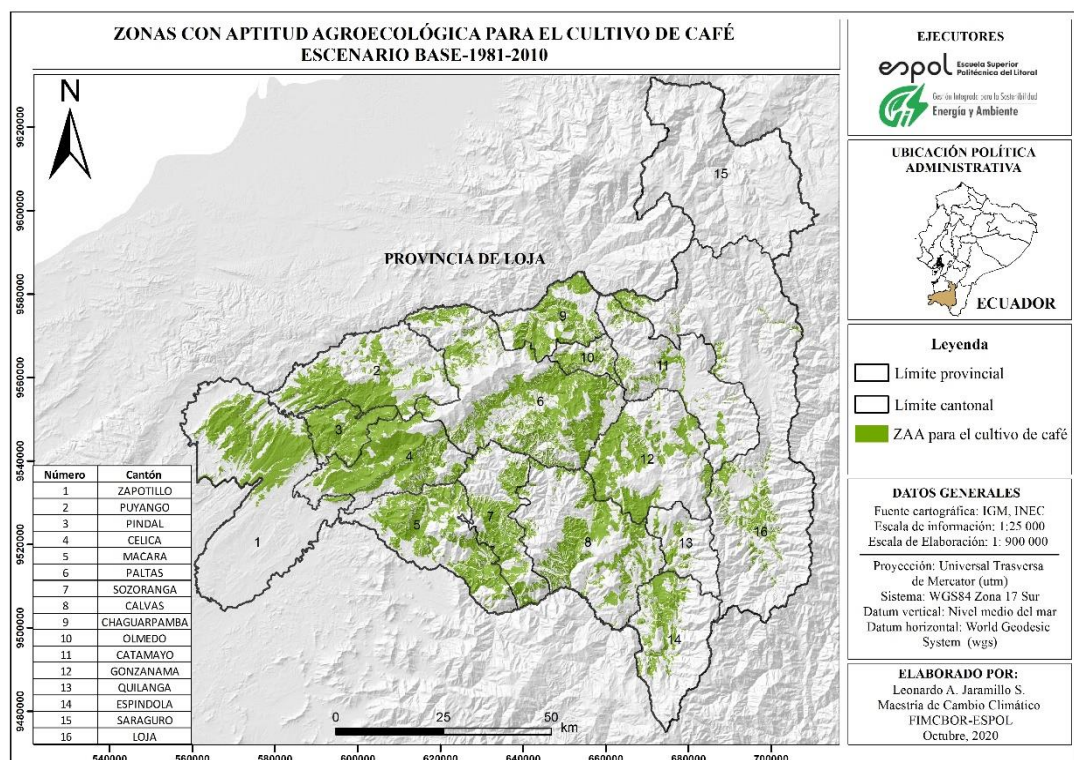 ZONAS CON APTITUD AGROECOLÓGICA PARA EL CULTIVO DE CAFÉ
ESCENARIO BASE-1981-2010
N
PROVINCIA DE LOJA
1
2
3
4
5
6
7
8
9
10
11
12
13
14
15
16
Número Cantón
1 ZAPOTILLO
2 PUYANGO
3 PINDAL
4 CELICA
5 MACARA
6 PALTAS
7 SOZORANGA
8 CALVAS
9 CHAGUARPAMBA
10 OLMEDO
11 CATAMAYO
12 GONZANAMA
13 QUILANGA
14 ESPINDOLA
15 SARAGURO
16 LOJA
0 25 50
km
9620000
9600000
9580000
9560000
9540000
9520000
9500000
9480000
540000 560000 580000 600000 620000 640000 660000 680000 700000
EJECUTORES
espol Escuela Superior
Politécnica del Litoral
Gestión Integrada para la Sostenibilidad
Energía y Ambiente
UBICACIÓN POLÍTICA
ADMINISTRATIVA
ECUADOR
Leyenda
Límite provincial
Límite cantonal
ZAA para el cultivo de café
DATOS GENERALES
Fuente cartográfica: IGM, INEC
Escala de información: 1:25 000
Escala de Elaboración: 1: 900 000
Proyección: Universal Trasversa
de Mercator (utm)
Sistema: WGS84 Zona 17 Sur
Datum vertical: Nivel medio del mar
Datum horizontal: World Geodesic
System (wgs)
ELABORADO POR:
Leonardo A. Jaramillo S.
Maestría de Cambio Climático
FIMCBOR-ESPOL
Octubre, 2020